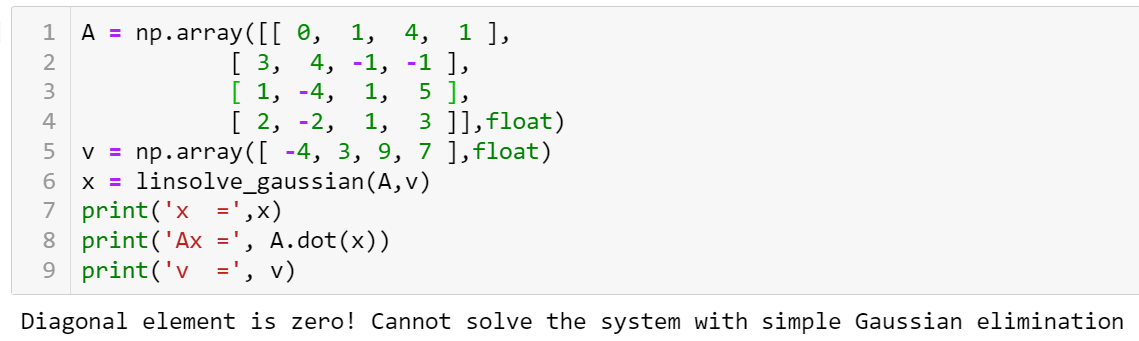 1 A = np.array([[ 0,  1,  4,  1 ],
2               [ 3,  4, -1, -1 ],
3               [ 1, -4,  1,  5 ],
4               [ 2, -2,  1,  3 ]],float)
5 v = np.array([ -4, 3, 9, 7 ],float)
6 x = linsolve_gaussian(A,v)
7 print('x  =',x)
8 print('Ax =', A.dot(x))
9 print('v  =', v)
Diagonal element is zero! Cannot solve the system with simple Gaussian elimination